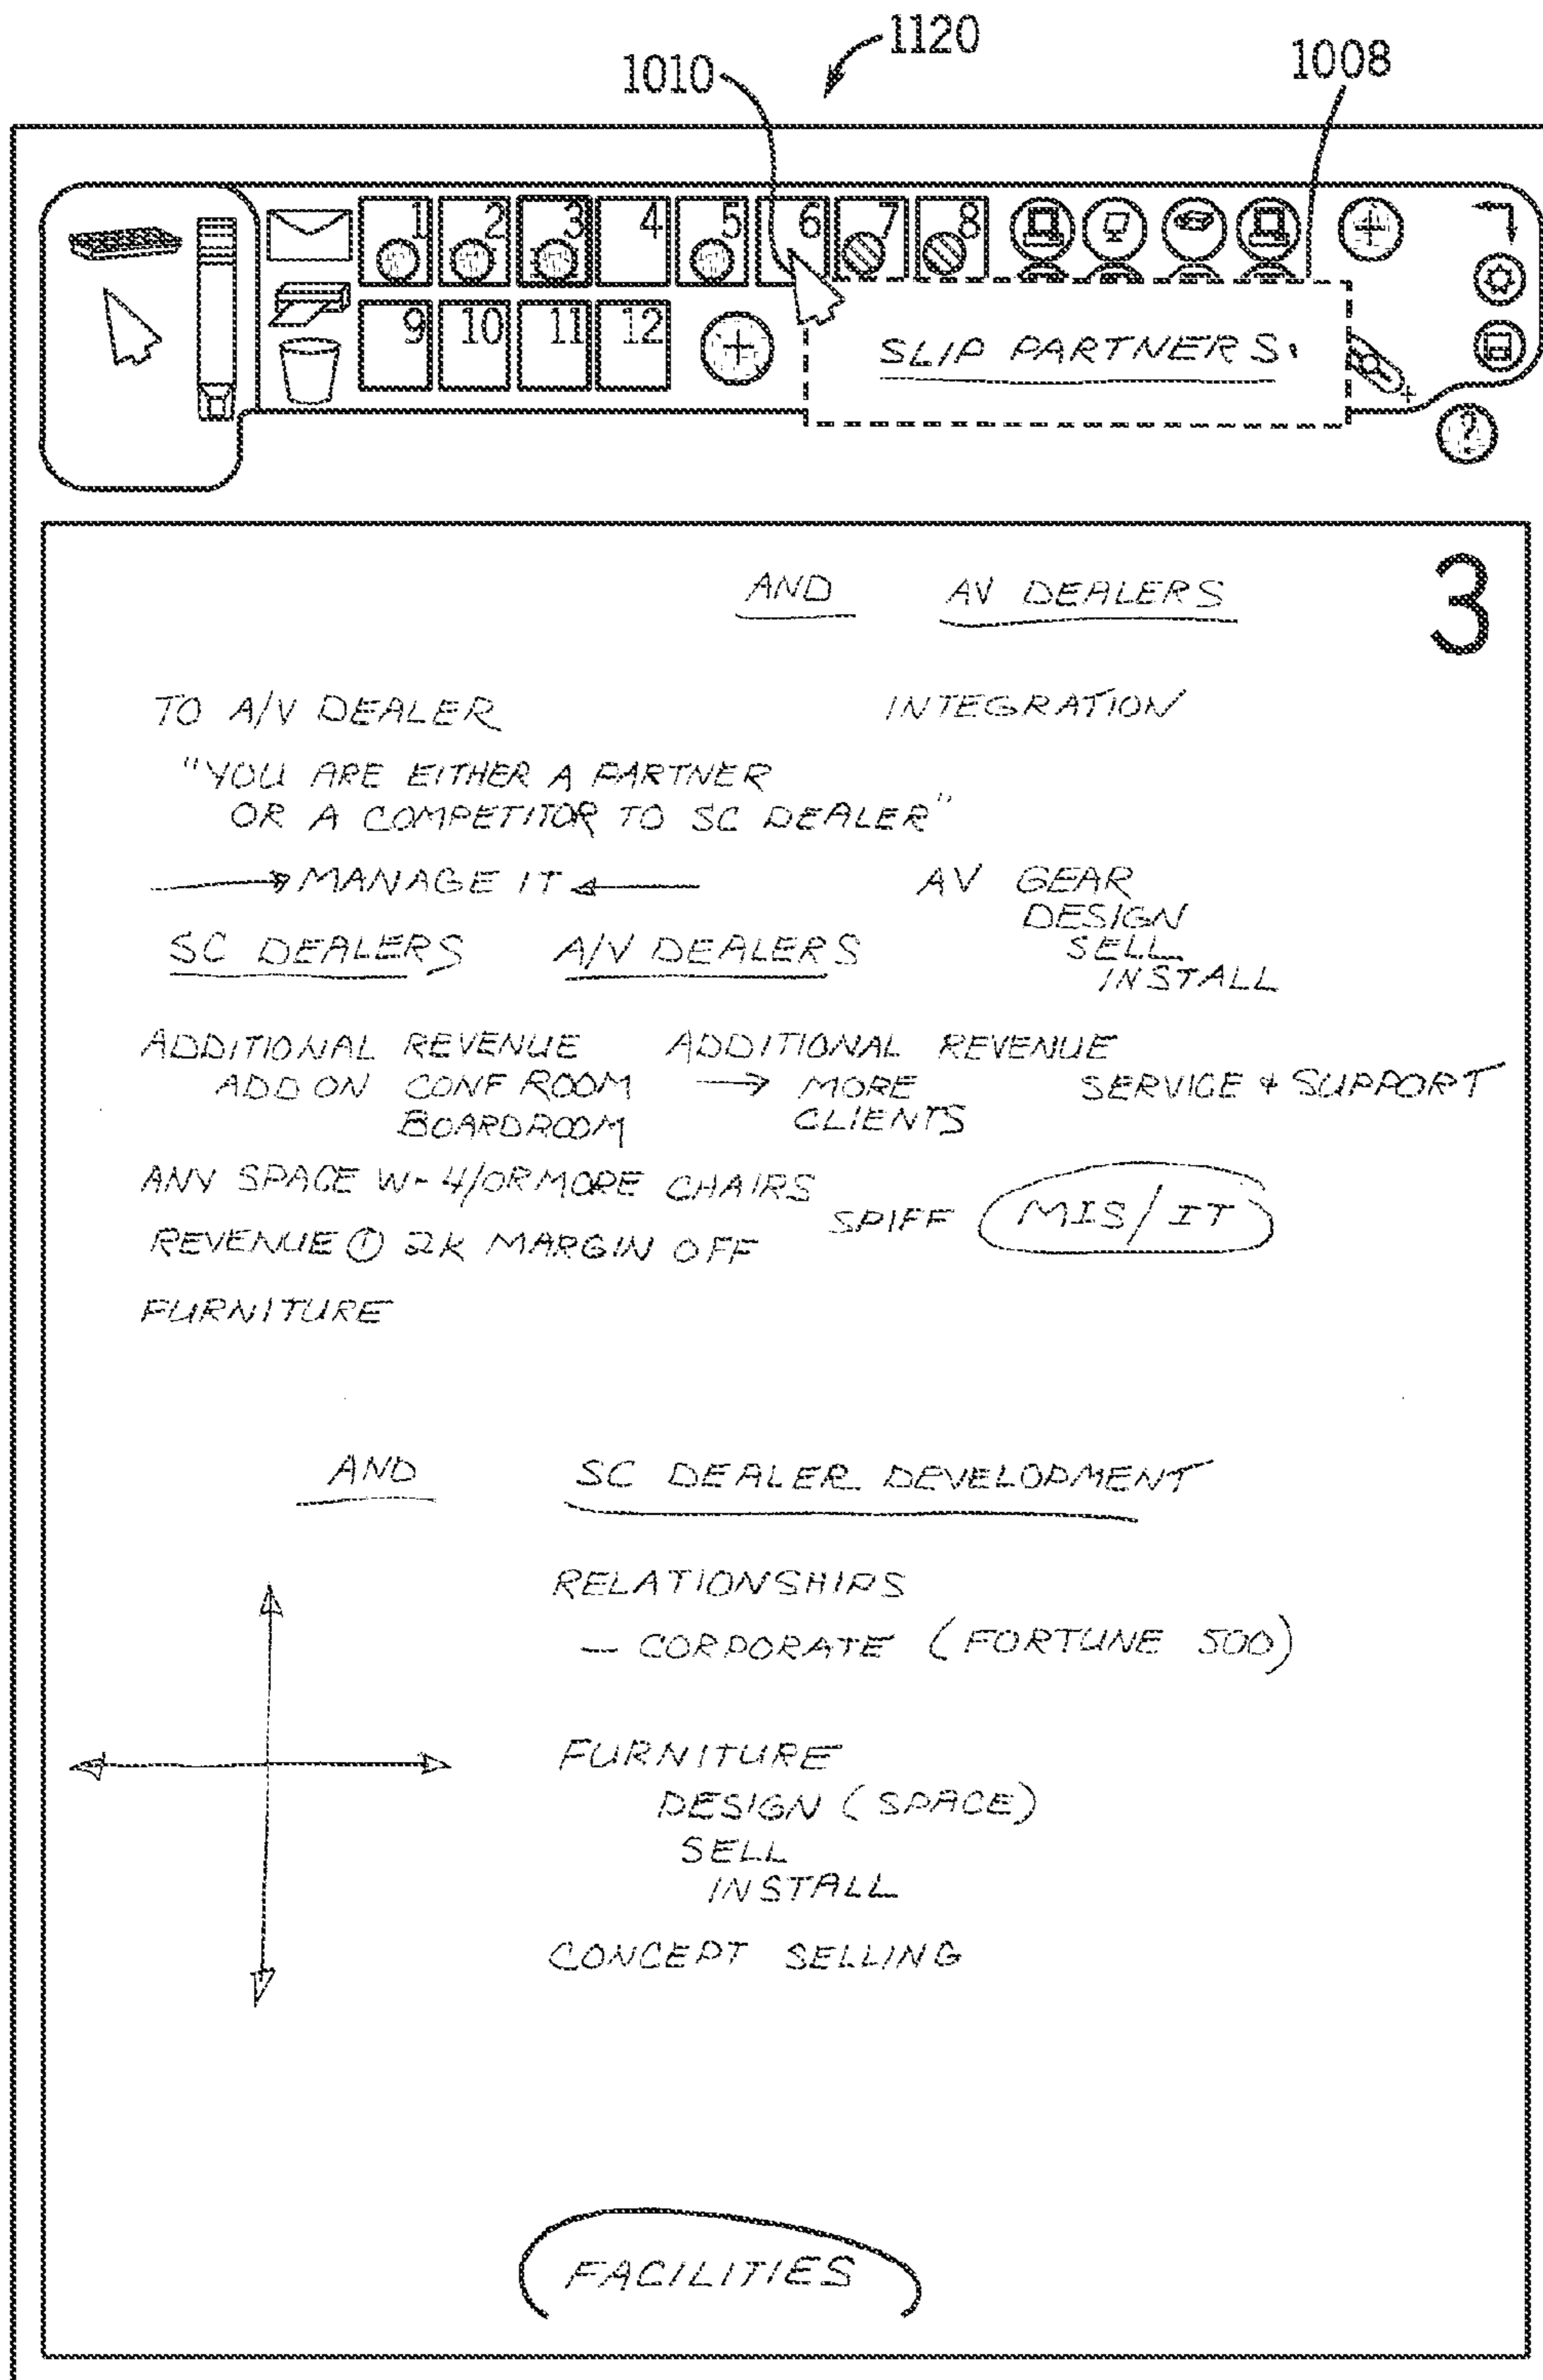 1120
1010
1008
1 2 3 4 5 6 7 8
9 10 11 12
SLIP PARTNERS
?
3
AND AV DEALERS
TO A/V DEALER INTEGRATION
"YOU ARE EITHER A PARTNER
OR A COMPETITOR TO SC DEALER"
MANAGE IT AV GEAR
DESIGN
SC DEALERS A/V DEALERS SELL
INSTALL
ADDITIONAL REVENUE ADDITIONAL REVENUE
ADD ON CONF ROOM → MORE SERVICE + SUPPORT
BOARDROOM CLIENTS
ANY SPACE W- 4/OR MORE CHAIRS
SPIFF MIS/IT
REVENUE ① 2K MARGIN OFF
FURNITURE
AND SC DEALER DEVELOPMENT
RELATIONSHIPS
— CORPORATE (FORTUNE 500)
FURNITURE
DESIGN (SPACE)
SELL
INSTALL
CONCEPT SELLING
FACILITIES